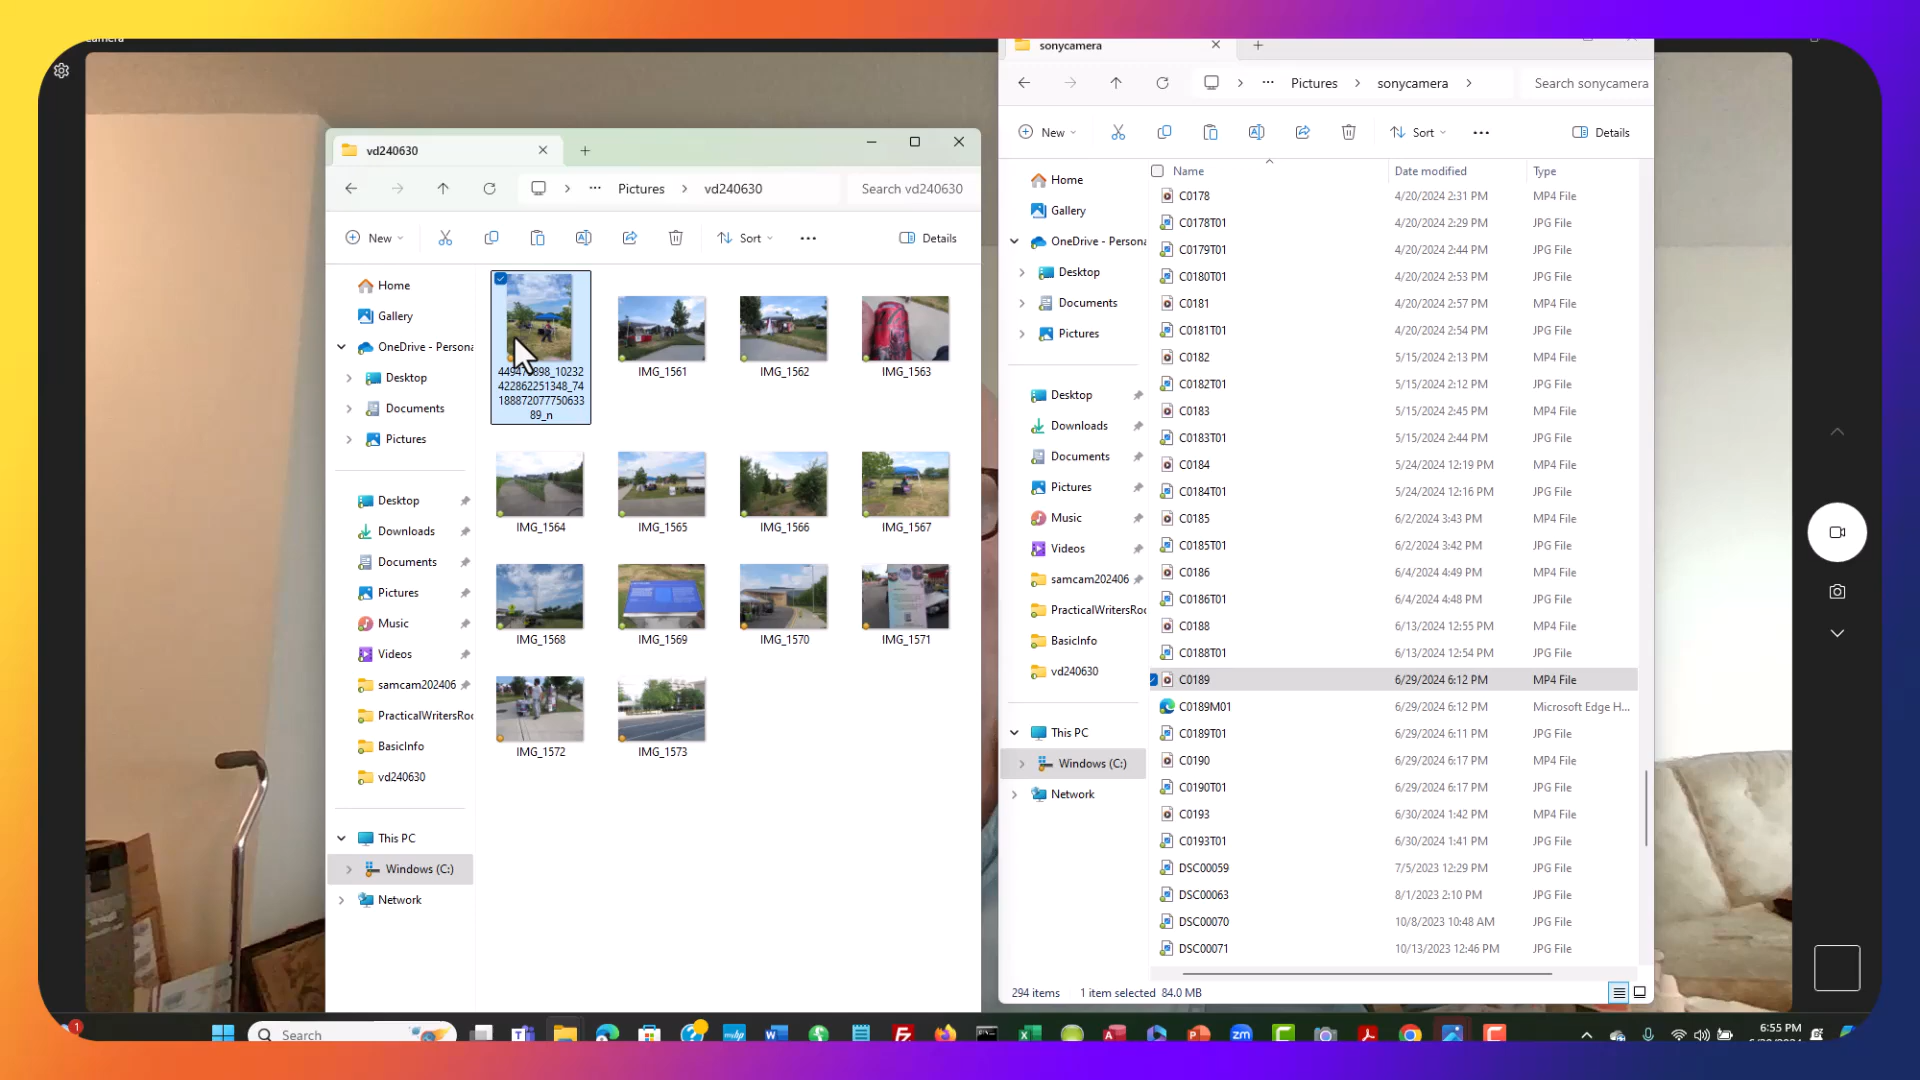 vd240630
Pictures
vd240630
Search vd240630
New
Sort
Details
Home
Gallery
OneDrive - Persona
Desktop
Documents
Pictures
Desktop
Downloads
Documents
Pictures
Music
Videos
samcam202406
PracticalWritersRoc
BasicInfo
vd240630
This PC
Windows (C:)
Network
422862251348_74
18887207775063
89_n
IMG_1561
IMG_1562
IMG_1563
IMG_1564
IMG_1565
IMG_1566
IMG_1567
IMG_1568
IMG_1569
IMG_1570
IMG_1571
IMG_1572
IMG_1573
sonycamera
Pictures
sonycamera
Search sonycamera
New
Sort
Details
Home
Gallery
OneDrive - Persona
Desktop
Documents
Pictures
Desktop
Downloads
Documents
Pictures
Music
Videos
samcam202406
PracticalWritersRoc
BasicInfo
vd240630
This PC
Windows (C:)
Network
Name Date modified Type
C0178 4/20/2024 2:31 PM MP4 File
C0178T01 4/20/2024 2:29 PM JPG File
C0179T01 4/20/2024 2:44 PM JPG File
C0180T01 4/20/2024 2:53 PM JPG File
C0181 4/20/2024 2:57 PM MP4 File
C0181T01 4/20/2024 2:54 PM JPG File
C0182 5/15/2024 2:13 PM MP4 File
C0182T01 5/15/2024 2:12 PM JPG File
C0183 5/15/2024 2:45 PM MP4 File
C0183T01 5/15/2024 2:44 PM JPG File
C0184 5/24/2024 12:19 PM MP4 File
C0184T01 5/24/2024 12:16 PM JPG File
C0185 6/2/2024 3:43 PM MP4 File
C0185T01 6/2/2024 3:42 PM JPG File
C0186 6/4/2024 4:49 PM MP4 File
C0186T01 6/4/2024 4:48 PM JPG File
C0188 6/13/2024 12:55 PM MP4 File
C0188T01 6/13/2024 12:54 PM JPG File
C0189 6/29/2024 6:12 PM MP4 File
C0189M01 6/29/2024 6:12 PM Microsoft Edge H...
C0189T01 6/29/2024 6:11 PM JPG File
C0190 6/29/2024 6:17 PM MP4 File
C0190T01 6/29/2024 6:17 PM JPG File
C0193 6/30/2024 1:42 PM MP4 File
C0193T01 6/30/2024 1:41 PM JPG File
DSC00059 7/5/2023 12:29 PM JPG File
DSC00063 8/1/2023 2:10 PM JPG File
DSC00070 10/8/2023 10:48 AM JPG File
DSC00071 10/13/2023 12:46 PM JPG File
294 items 1 item selected 84.0 MB
1
Search
mhp
zm
6:55 PM